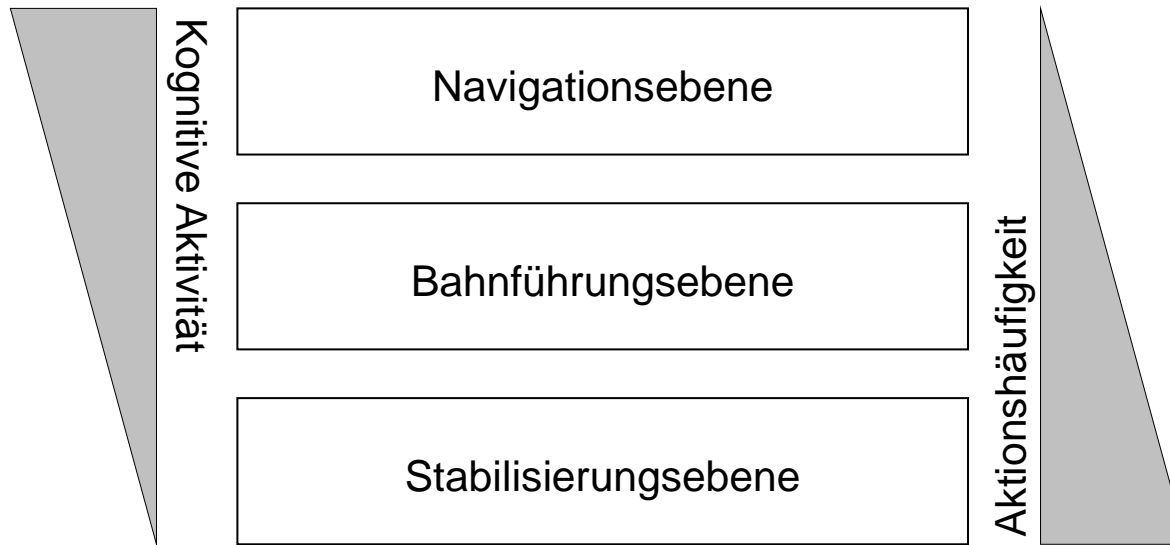 Kognitive Aktivität
Navigationsebene
Bahnführungsebene
Stabilisierungsebene
Aktionshäufigkeit